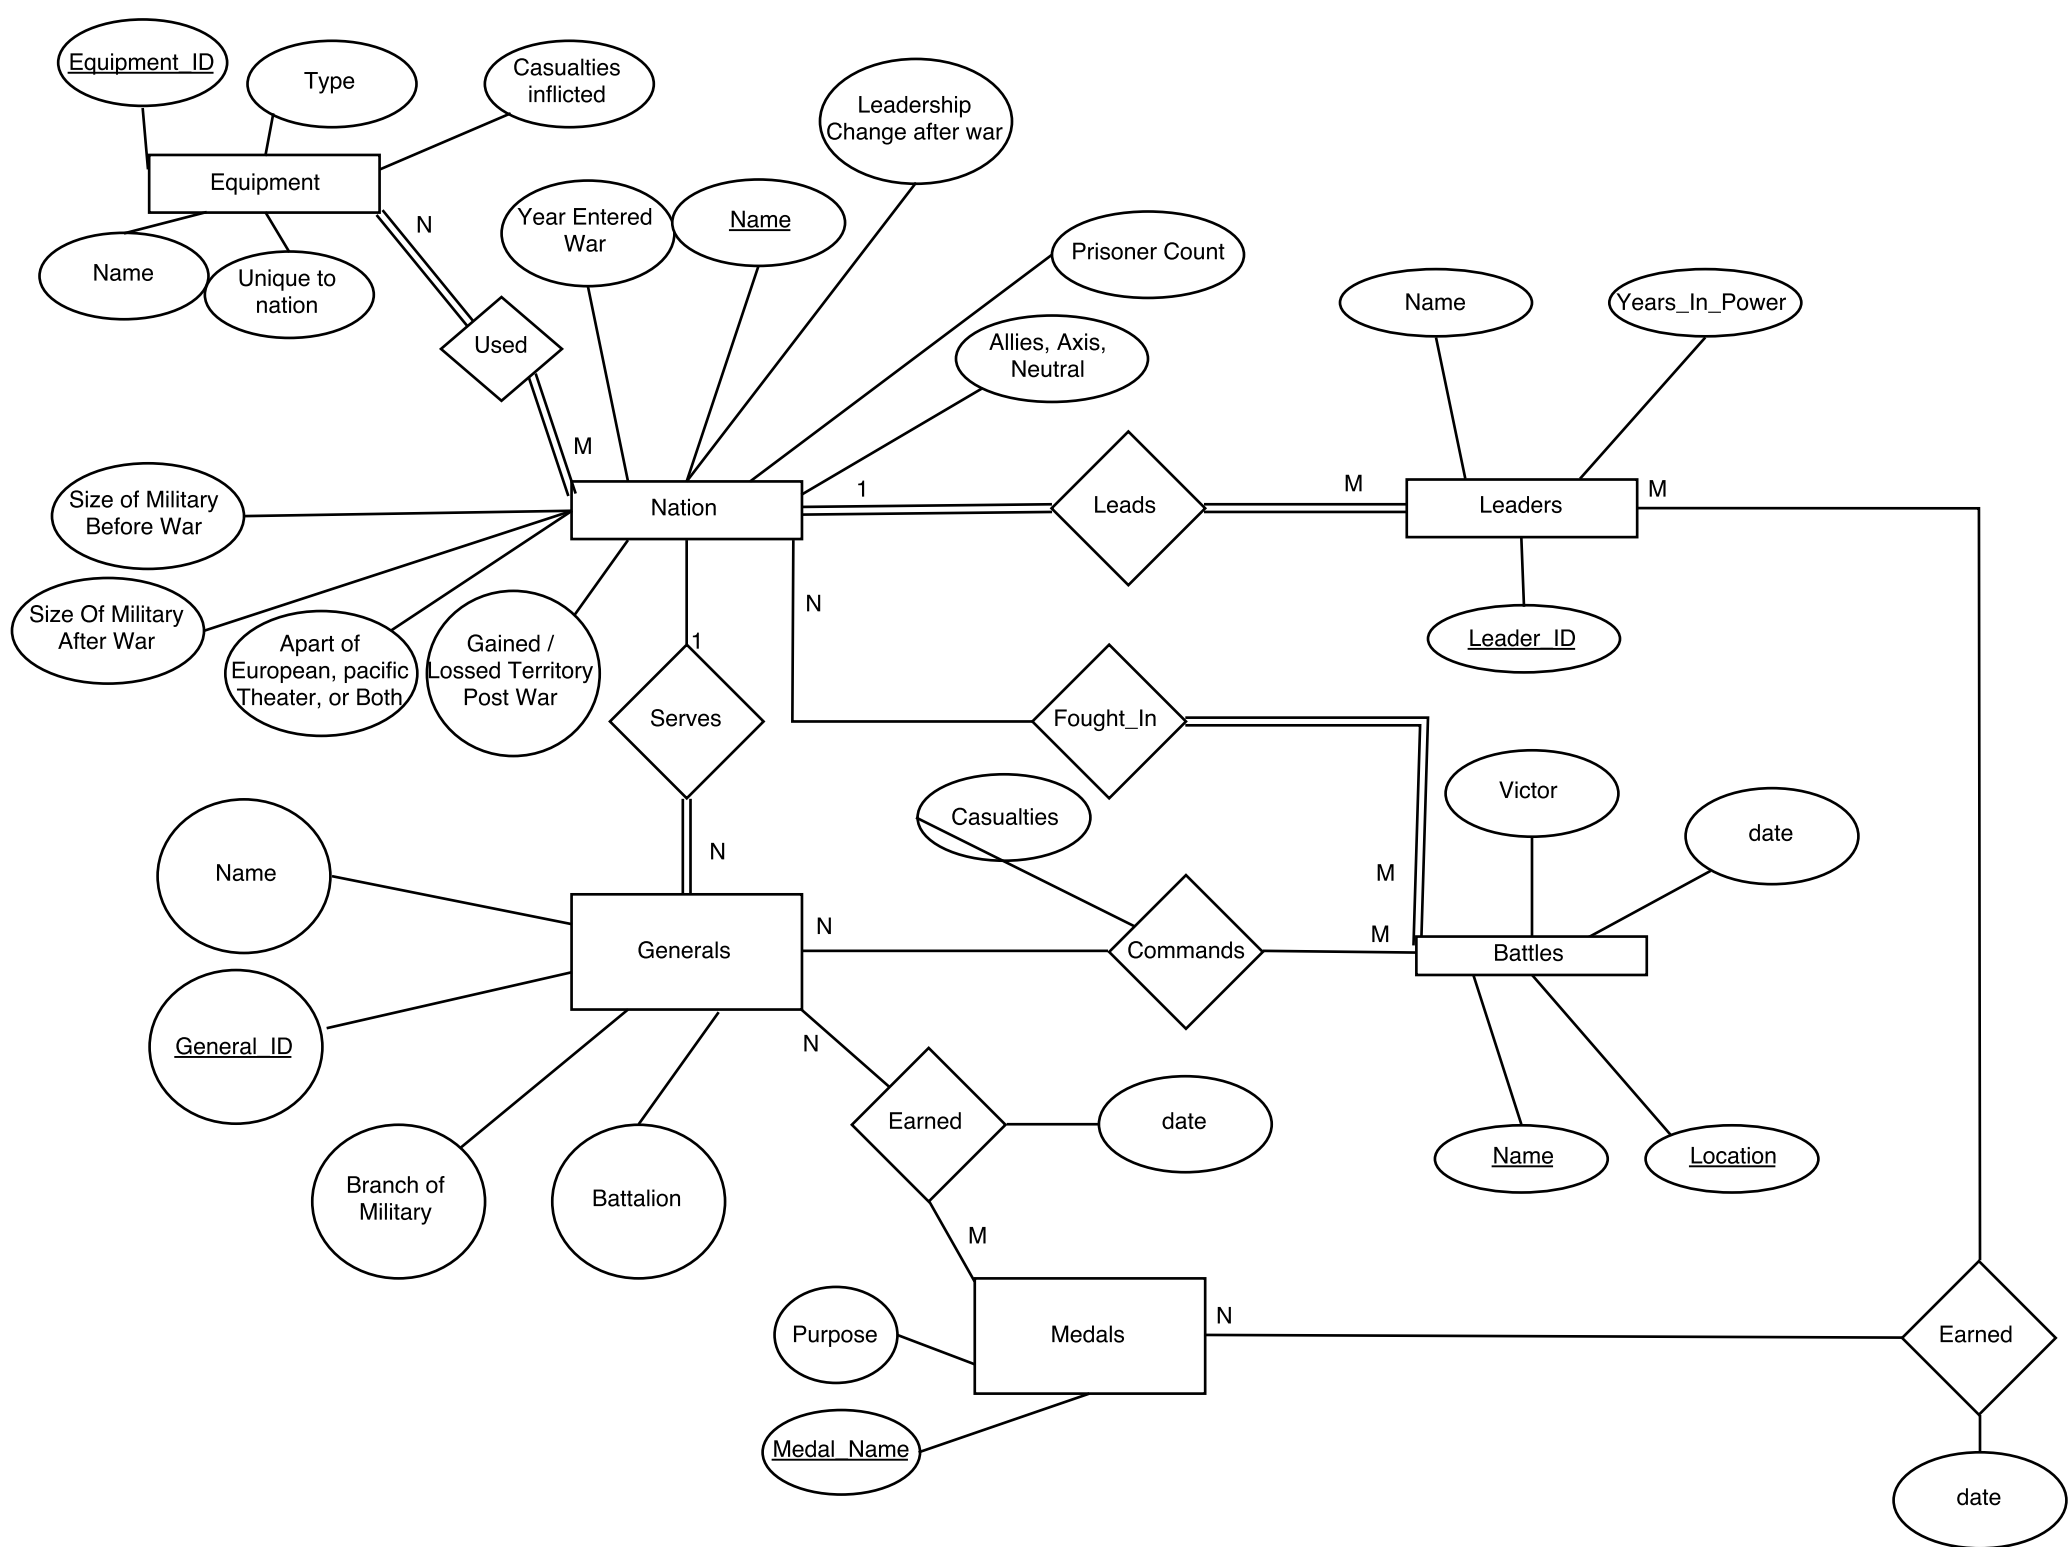 Equipment_ID
Type
Casualties
inflicted
Leadership
Change after war
Equipment
N
Year Entered
War
Name
Prisoner Count
Name
Unique to
nation
Used
Allies, Axis,
Neutral
Name
Years_In_Power
M
Size of Military
Before War
Nation
1
Leads
M
Leaders
M
N
Size Of Military
After War
Apart of
European, pacific
Theater, or Both
Gained /
Lossed Territory
Post War
1
Leader_ID
Serves
Fought_In
Casualties
Victor
date
Name
N
M
Generals
N
Commands
M
Battles
General_ID
N
Earned
date
Name
Location
Branch of
Military
Battalion
M
Purpose
Medals
N
Earned
Medal_Name
date